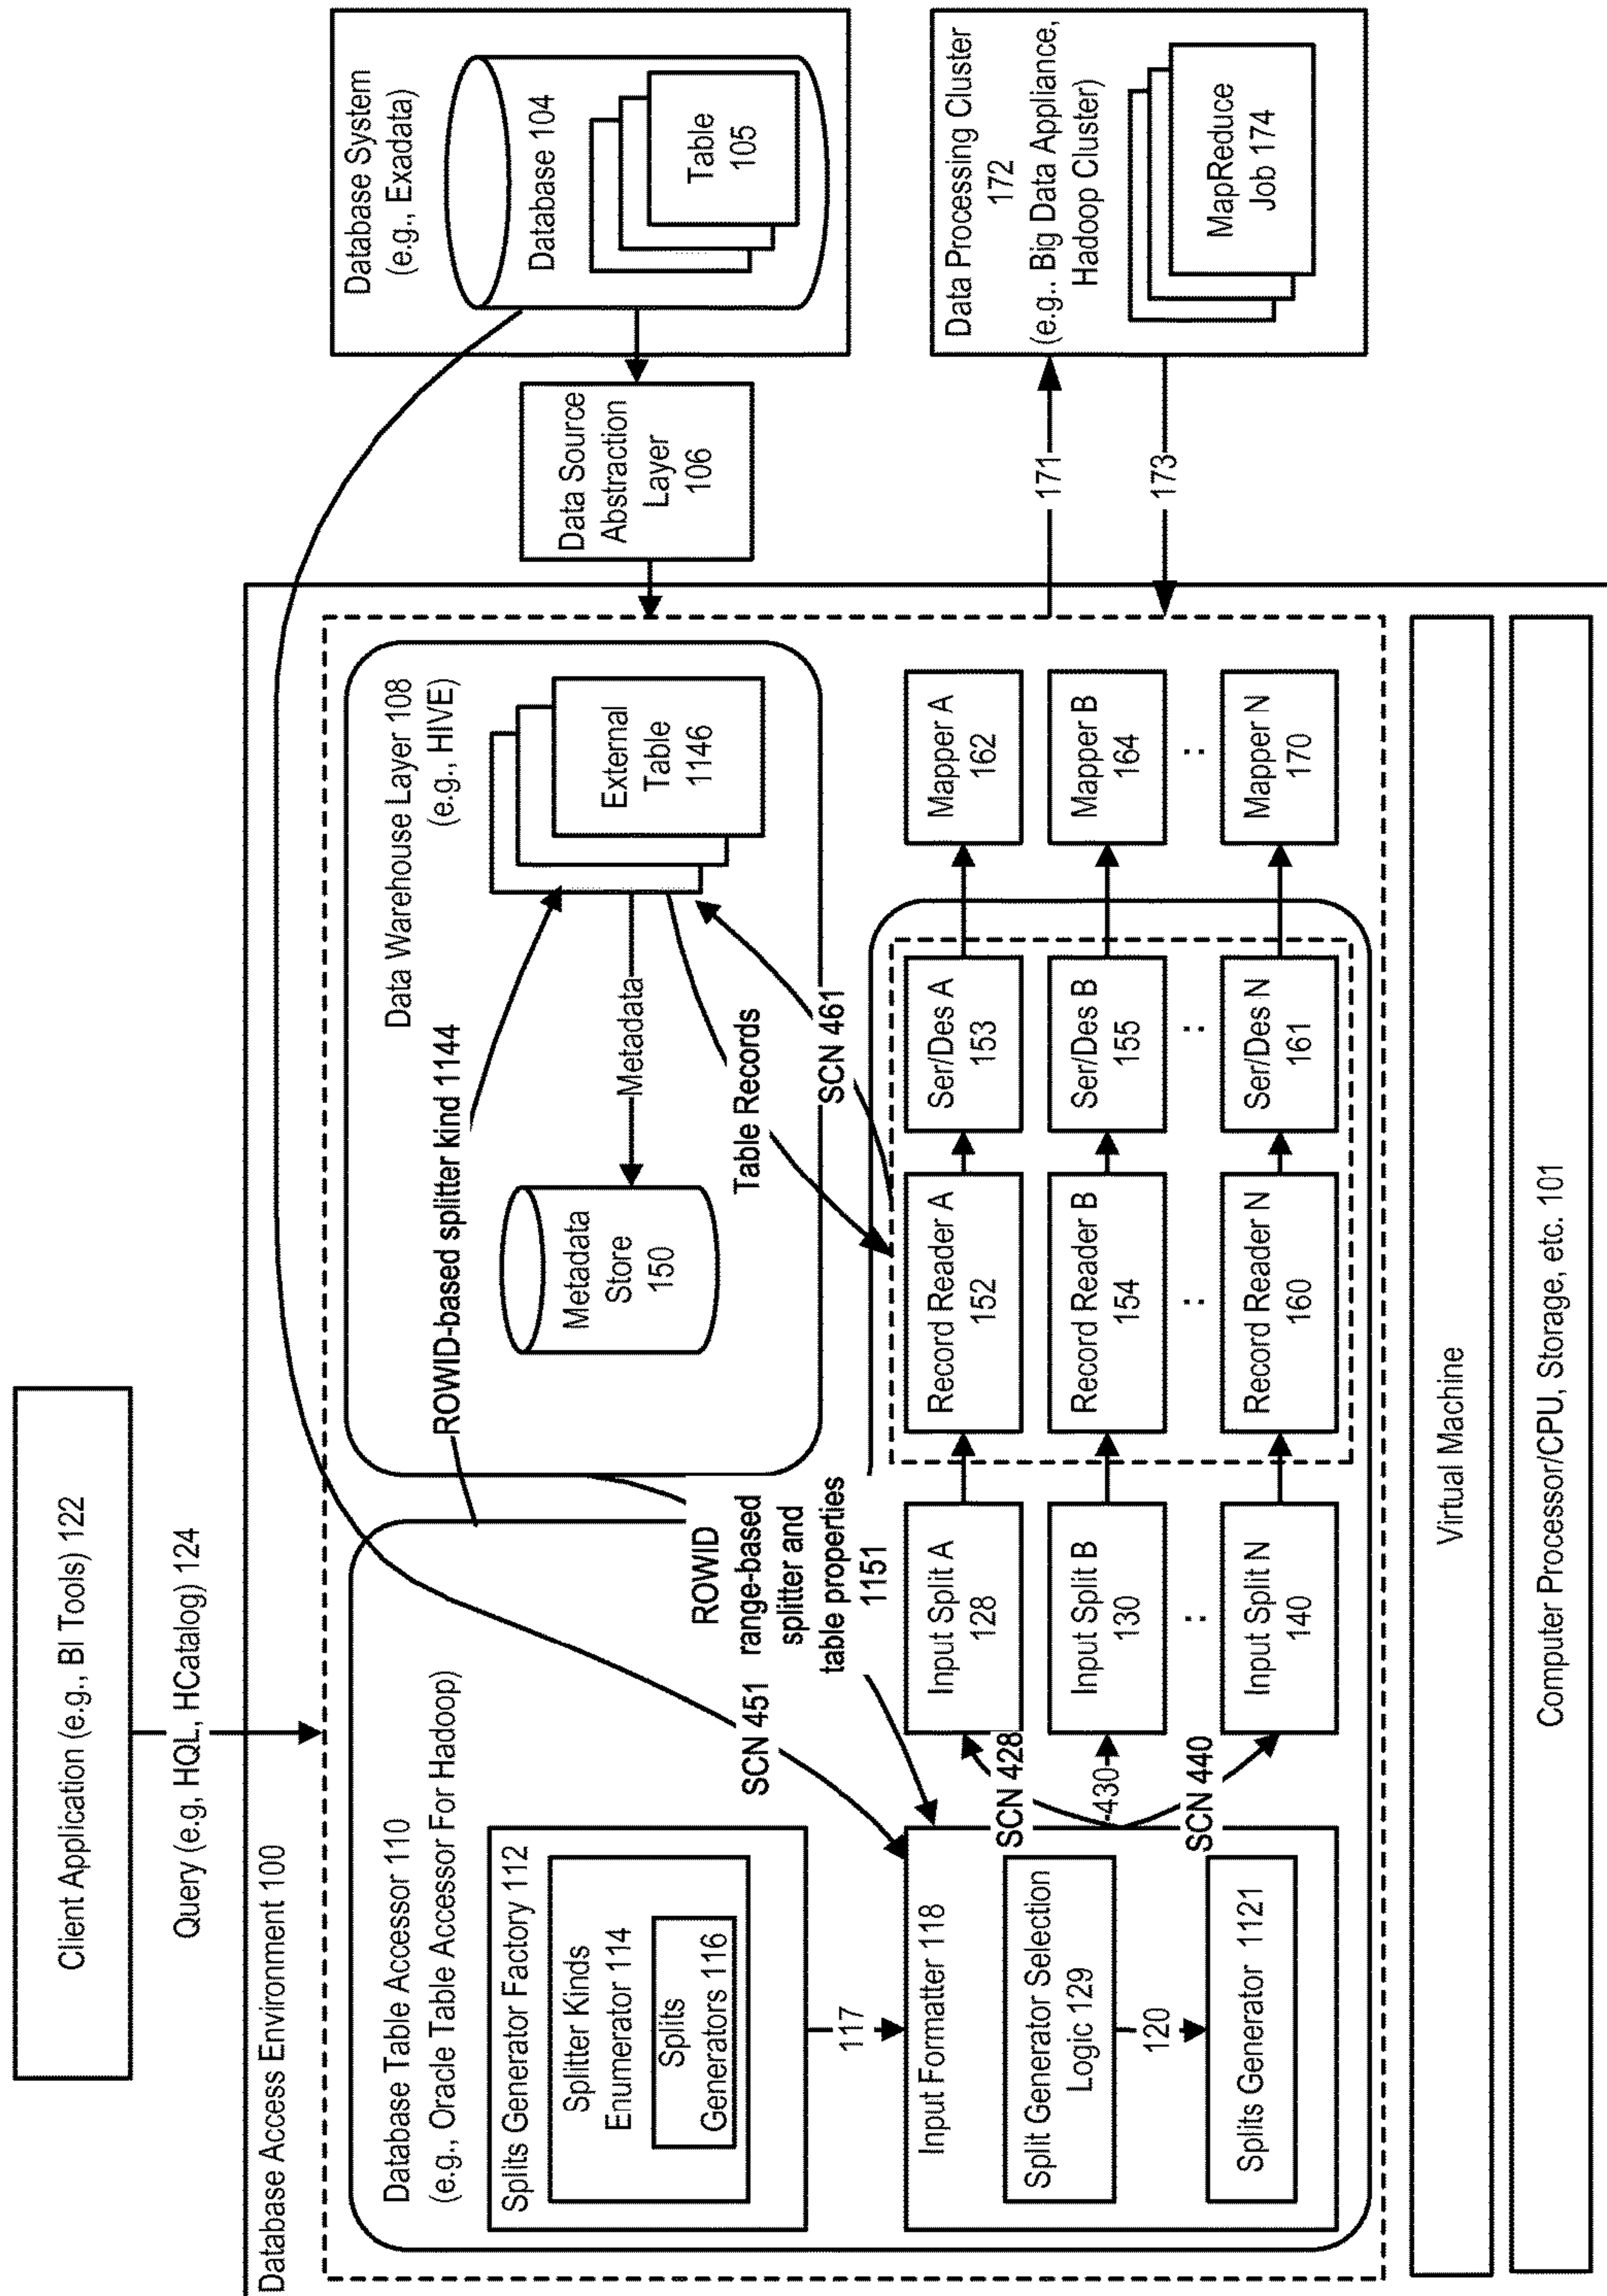 Client Application (e.g., BI Tools) 122
Query (e.g, HQL, HCatalog) 124
Database Access Environment 100
Database Table Accessor 110
(e.g., Oracle Table Accessor For Hadoop)
Splits Generator Factory 112
Splitter Kinds
Enumerator 114
Splits
Generators 116
117
Input Formatter 118
Split Generator Selection
Logic 129
120
Splits Generator 1121
SCN 451
ROWID
range-based
splitter and
table properties
1151
SCN 428
430
SCN 440
Input Split A
128
Input Split B
130
:
Input Split N
140
ROWID-based splitter kind 1144
Data Warehouse Layer 108
(e.g., HIVE)
Metadata
Store
150
Metadata
External
Table
1146
Table Records
SCN 461
Record Reader A
152
Record Reader B
154
:
Record Reader N
160
Ser/Des A
153
Ser/Des B
155
:
Ser/Des N
161
Mapper A
162
Mapper B
164
:
Mapper N
170
Data Source
Abstraction
Layer
106
Database System
(e.g., Exadata)
Database 104
Table
105
171
173
Data Processing Cluster
172
(e.g.. Big Data Appliance,
Hadoop Cluster)
MapReduce
Job 174
Virtual Machine
Computer Processor/CPU, Storage, etc. 101